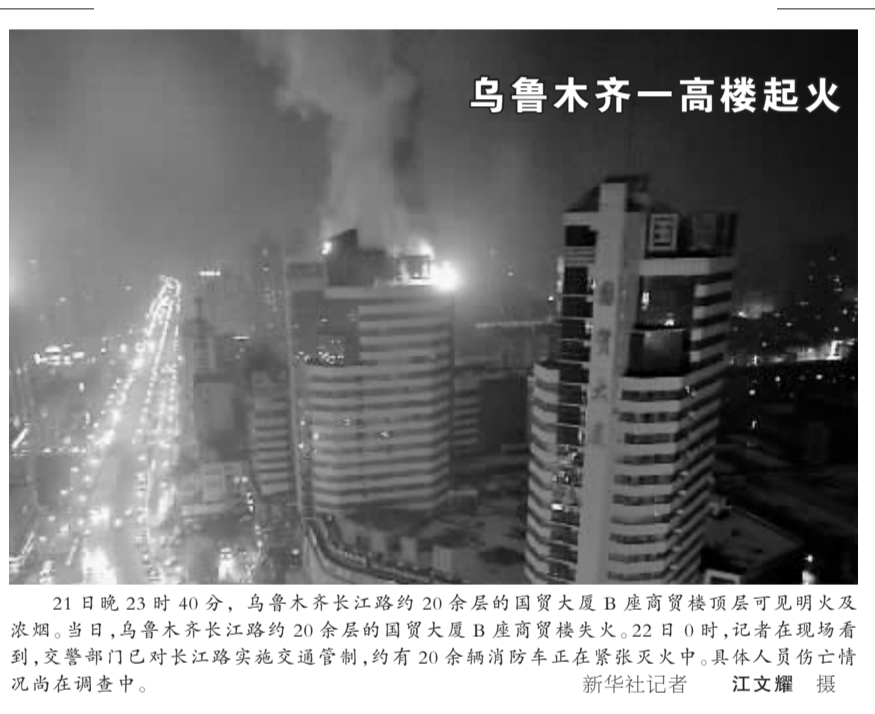 乌鲁木齐一高楼起火
国
国贸大厦
21日晚23时40分，乌鲁木齐长江路约20余层的国贸大厦B座商贸楼顶层可见明火及
浓烟。当日,乌鲁木齐长江路约20余层的国贸大厦B座商贸楼失火。22日0时,记者在现场看
到,交警部门已对长江路实施交通管制,约有20余辆消防车正在紧张灭火中。具体人员伤亡情
况尚在调查中。 新华社记者 江文耀 摄